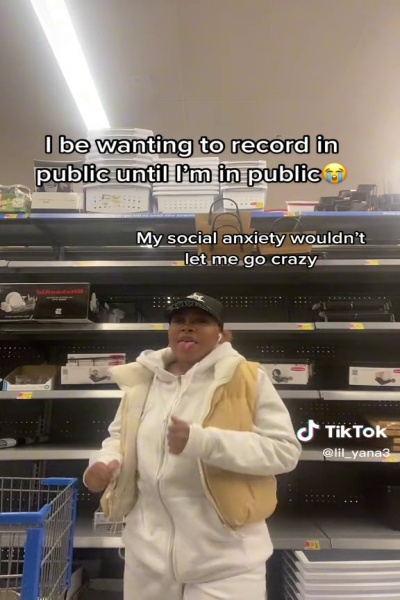 I be wanting to record in
public until I'm in public😭
My social anxiety wouldn't
let me go crazy
TikTok
@lil_yana3